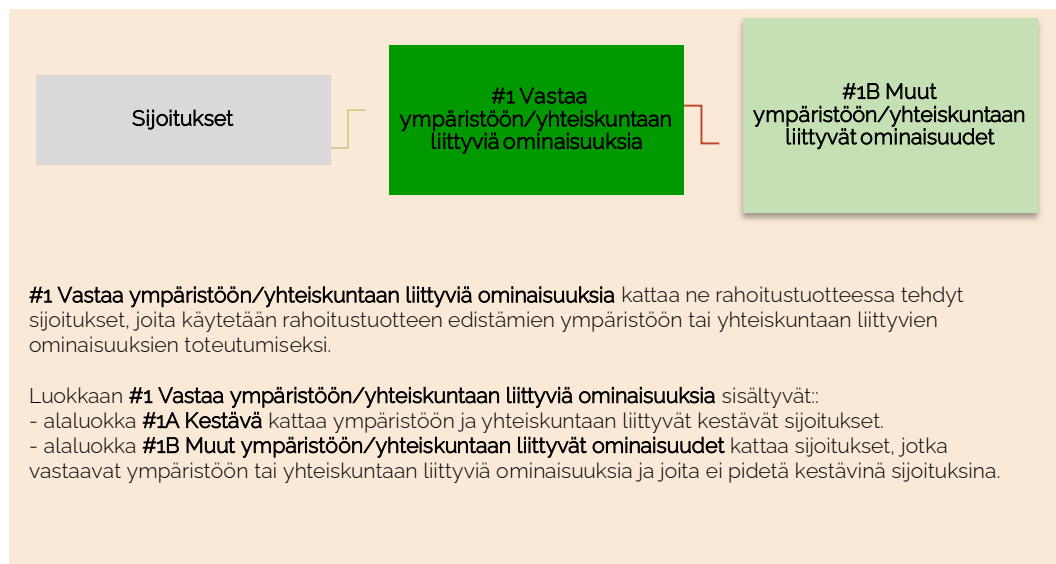 Sijoitukset
#1 Vastaa
ympäristöön/yhteiskuntaan
liittyviä ominaisuuksia
#1B Muut
ympäristöön/yhteiskuntaan
liittyvät ominaisuudet
#1 Vastaa ympäristöön/yhteiskuntaan liittyviä ominaisuuksia kattaa ne rahoitustuotteessa tehdyt
sijoitukset, joita käytetään rahoitustuotteen edistämien ympäristöön tai yhteiskuntaan liittyvien
ominaisuuksien toteutumiseksi.
Luokkaan #1 Vastaa ympäristöön/yhteiskuntaan liittyviä ominaisuuksia sisältyvät::
- alaluokka #1A Kestävä kattaa ympäristöön ja yhteiskuntaan liittyvät kestävät sijoitukset.
- alaluokka #1B Muut ympäristöön/yhteiskuntaan liittyvät ominaisuudet kattaa sijoitukset, jotka
vastaavat ympäristöön tai yhteiskuntaan liittyviä ominaisuuksia ja joita ei pidetä kestävinä sijoituksina.